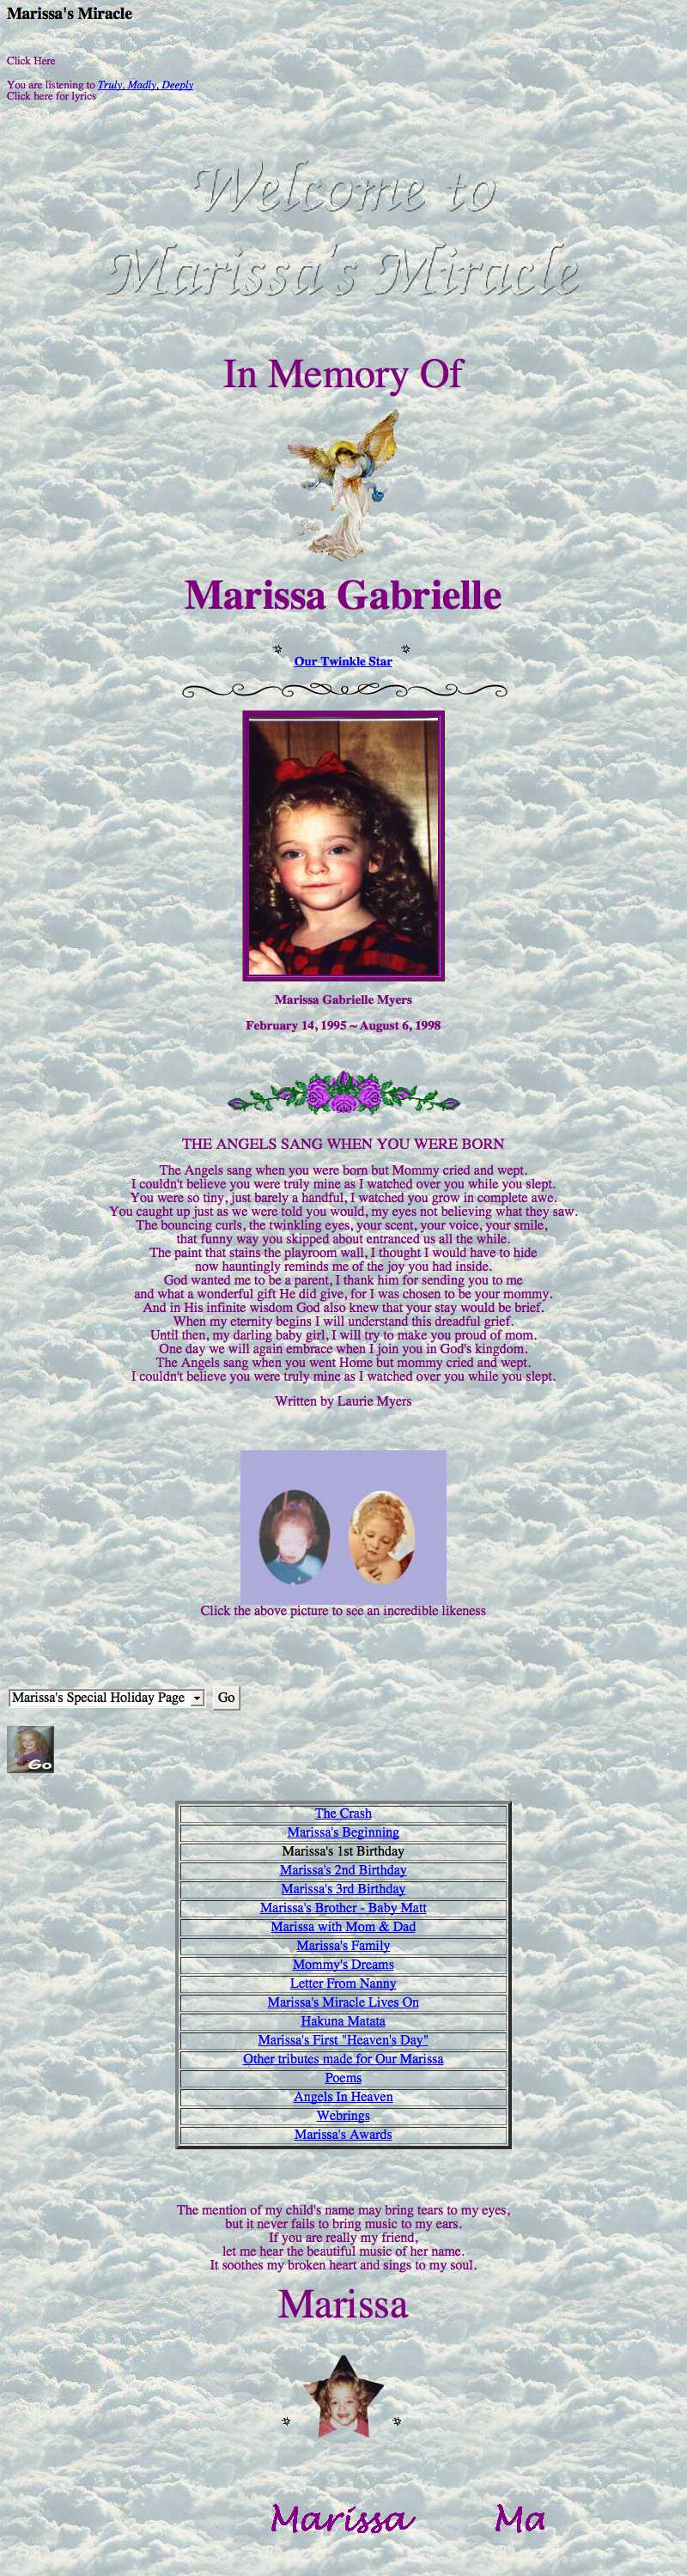 Marissa's Miracle
Click Here
You are listening to Truly, Madly, Deeply
Click here for lyrics
Welcome to
Marissa's Miracle
In Memory Of
Marissa Gabrielle
Our Twinkle Star
Marissa Gabrielle Myers
February 14, 1995 ~ August 6, 1998
THE ANGELS SANG WHEN YOU WERE BORN
The Angels sang when you were born but Mommy cried and wept.
I couldn't believe you were truly mine as I watched over you while you slept.
You were so tiny, just barely a handful, I watched you grow in complete awe.
You caught up just as we were told you would, my eyes not believing what they saw.
The bouncing curls, the twinkling eyes, your scent, your voice, your smile,
that funny way you skipped about entranced us all the while.
The paint that stains the playroom wall, I thought I would have to hide
now hauntingly reminds me of the joy you had inside.
God wanted me to be a parent, I thank him for sending you to me
and what a wonderful gift He did give, for I was chosen to be your mommy.
And in His infinite wisdom God also knew that your stay would be brief.
When my eternity begins I will understand this dreadful grief.
Until then, my darling baby girl, I will try to make you proud of mom.
One day we will again embrace when I join you in God's kingdom.
The Angels sang when you went Home but mommy cried and wept.
I couldn't believe you were truly mine as I watched over you while you slept.
Written by Laurie Myers
Click the above picture to see an incredible likeness
Marissa's Special Holiday Page Go
Go
The Crash
Marissa's Beginning
Marissa's 1st Birthday
Marissa's 2nd Birthday
Marissa's 3rd Birthday
Marissa's Brother - Baby Matt
Marissa with Mom & Dad
Marissa's Family
Mommy's Dreams
Letter From Nanny
Marissa's Miracle Lives On
Hakuna Matata
Marissa's First "Heaven's Day"
Other tributes made for Our Marissa
Poems
Angels In Heaven
Webrings
Marissa's Awards
The mention of my child's name may bring tears to my eyes,
but it never fails to bring music to my ears.
If you are really my friend,
let me hear the beautiful music of her name.
It soothes my broken heart and sings to my soul.
Marissa
Marissa Ma